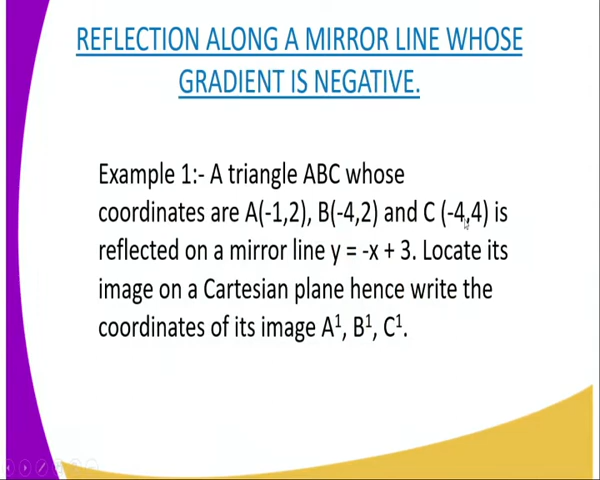 REFLECTION ALONG A MIRROR LINE WHOSE
GRADIENT IS NEGATIVE.
Example 1:- A triangle ABC whose
coordinates are A(-1,2), B(-4,2) and C (-4,4) is
reflected on a mirror line y = -x + 3. Locate its
image on a Cartesian plane hence write the
coordinates of its image A¹, B¹, C¹.